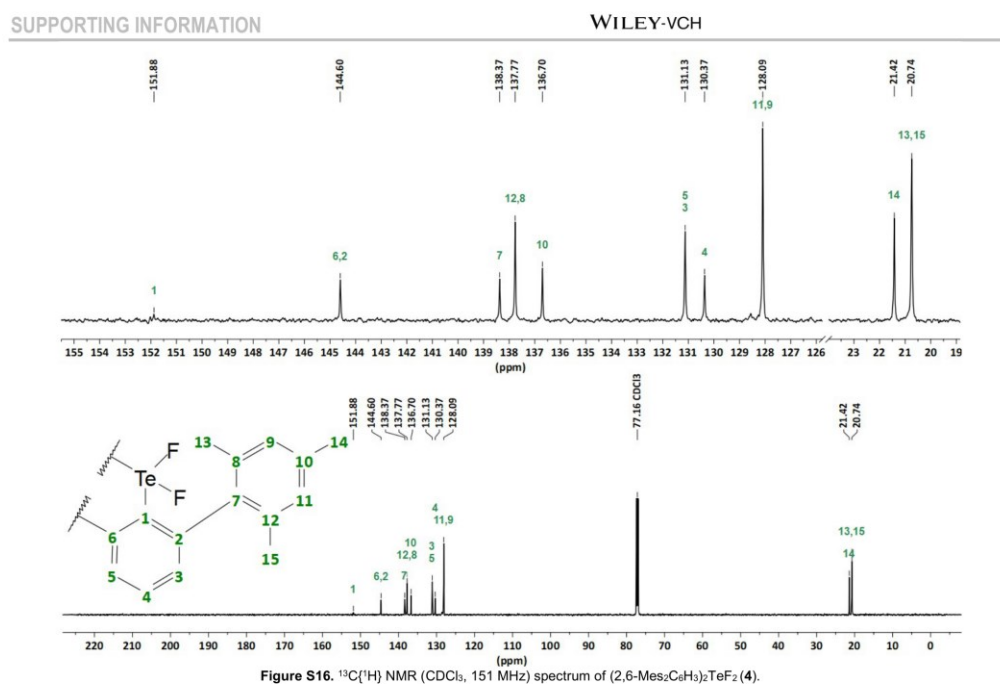 SUPPORTING INFORMATION
WILEY-VCH
151.88 144.60 138.37 137.77 136.70 131.13 130.37 128.09 21.42 20.74
11,9
13,15
12,8
5
3
14
6,2
7
10
4
1
155 154 153 152 151 150 149 148 147 146 145 144 143 142 141 140 139 138 137 136 135 134 133 132 131 130 129 128 127 126 23 22 21 20 19
(ppm)
151.88 144.60 138.37 137.77 136.70 131.13 130.37 128.09 77.16 CDCl3 21.42 20.74
13 9 14
F
8 10
Te
F
7 11
1 12
6 2 15
5 3
4
4
11,9
10 3
12,8 5
13,15
6,2 7 14
1
220 210 200 190 180 170 160 150 140 130 120 110 100 90 80 70 60 50 40 30 20 10 0
(ppm)
Figure S16. ¹³C{¹H} NMR (CDCl₃, 151 MHz) spectrum of (2,6-Mes₂C₆H₃)₂TeF₂ (4).